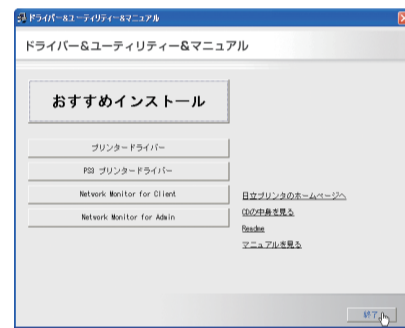 ドライバー&ユーティリティー&マニュアル
ドライバー&ユーティリティー&マニュアル
おすすめインストール
プリンタードライバー
PS3 プリンタードライバー
Network Monitor for Client
Network Monitor for Admin
日立プリンタのホームページへ
CDの中身を見る
Readme
マニュアルを見る
終了